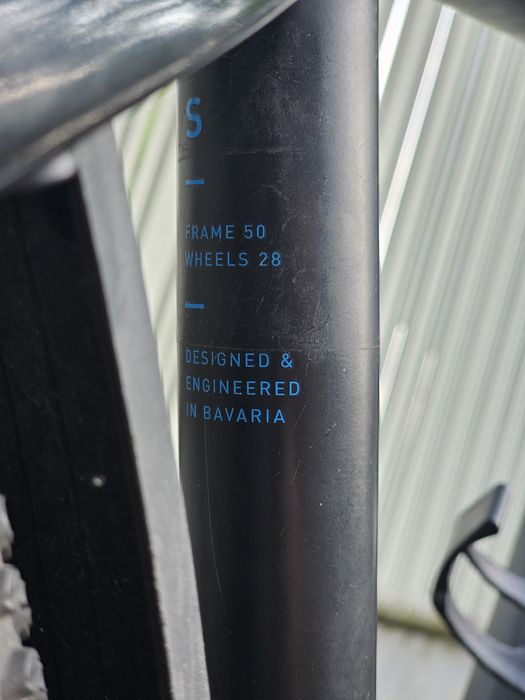 S
FRAME 50
WHEELS 28
DESIGNED &
ENGINEERED
IN BAVARIA